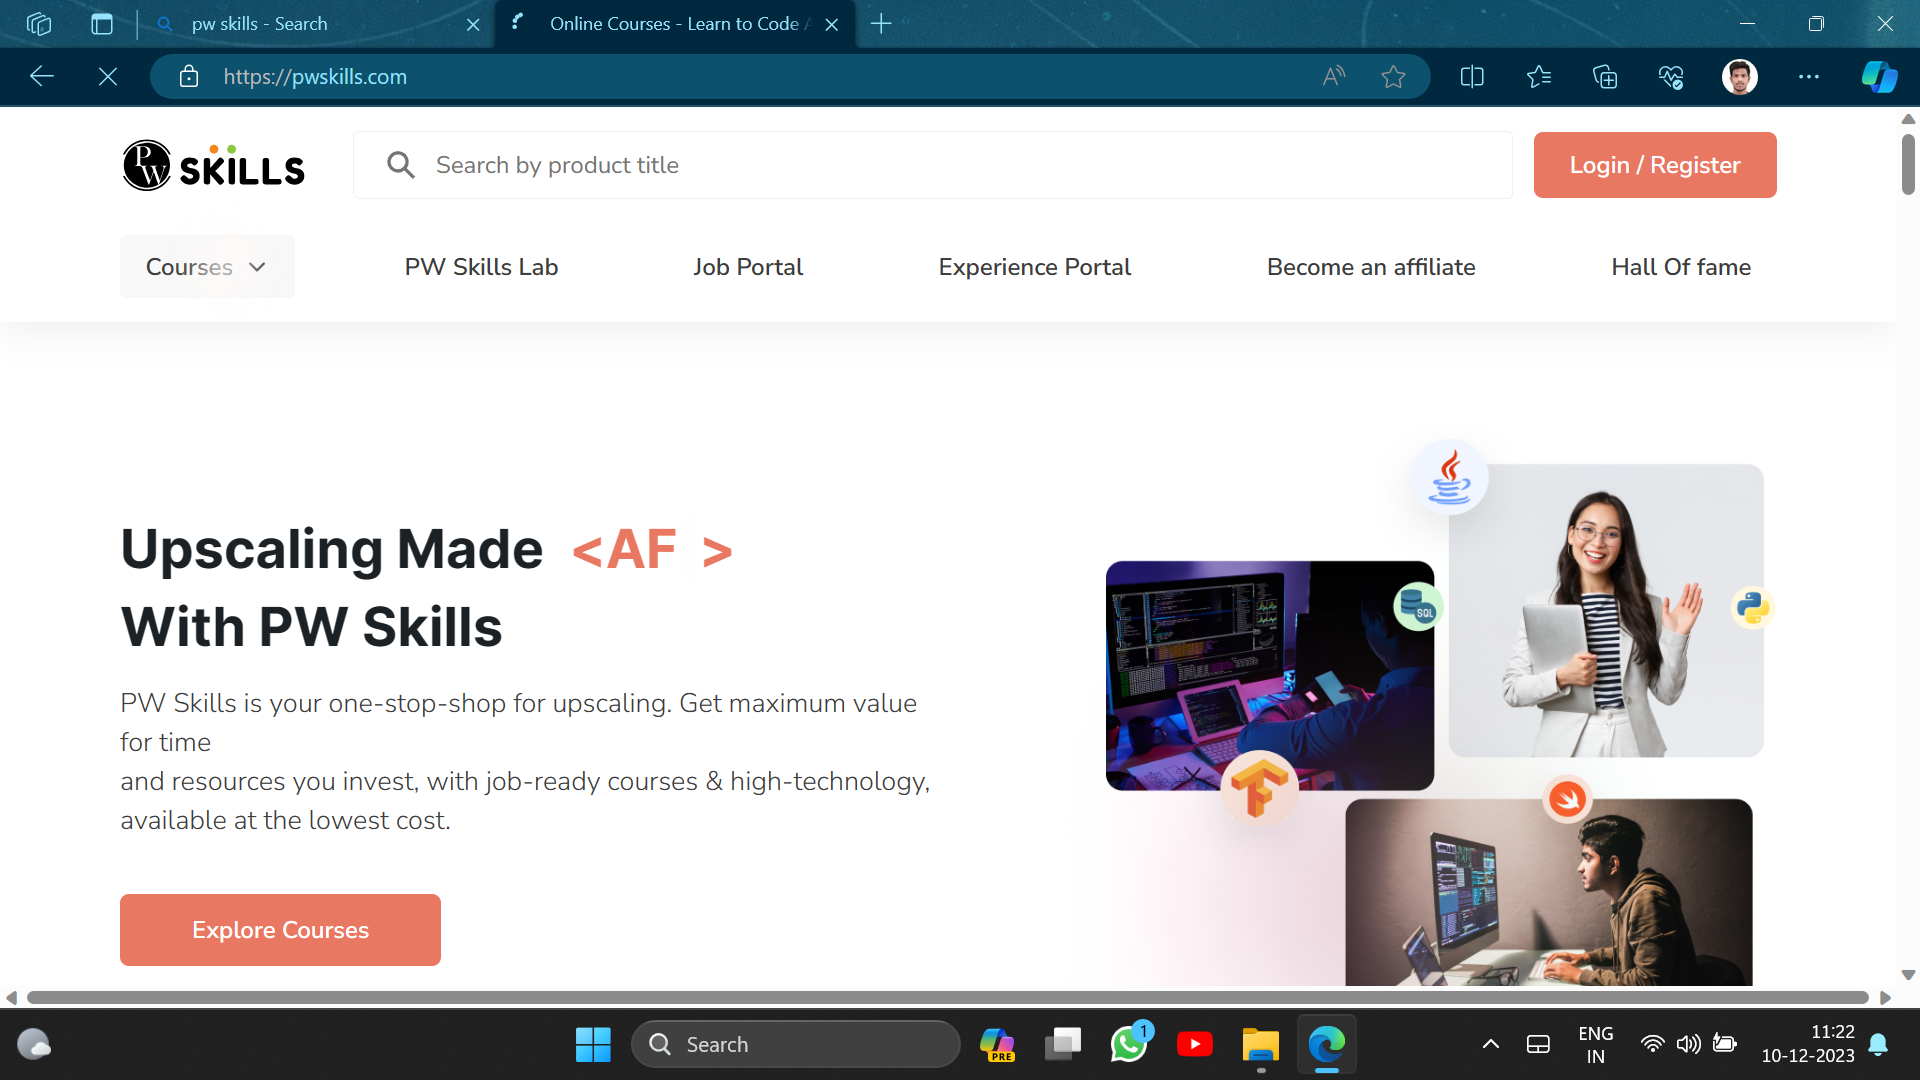 pw skills - Search
Online Courses - Learn to Code
https://pwskills.com
PW SKILLS
Search by product title
Login / Register
Courses
PW Skills Lab
Job Portal
Experience Portal
Become an affiliate
Hall Of fame
Upscaling Made <AF >
With PW Skills
PW Skills is your one-stop-shop for upscaling. Get maximum value
for time
and resources you invest, with job-ready courses & high-technology,
available at the lowest cost.
SQL
Explore Courses
Search
PRE
1
ENG
IN
11:22
10-12-2023